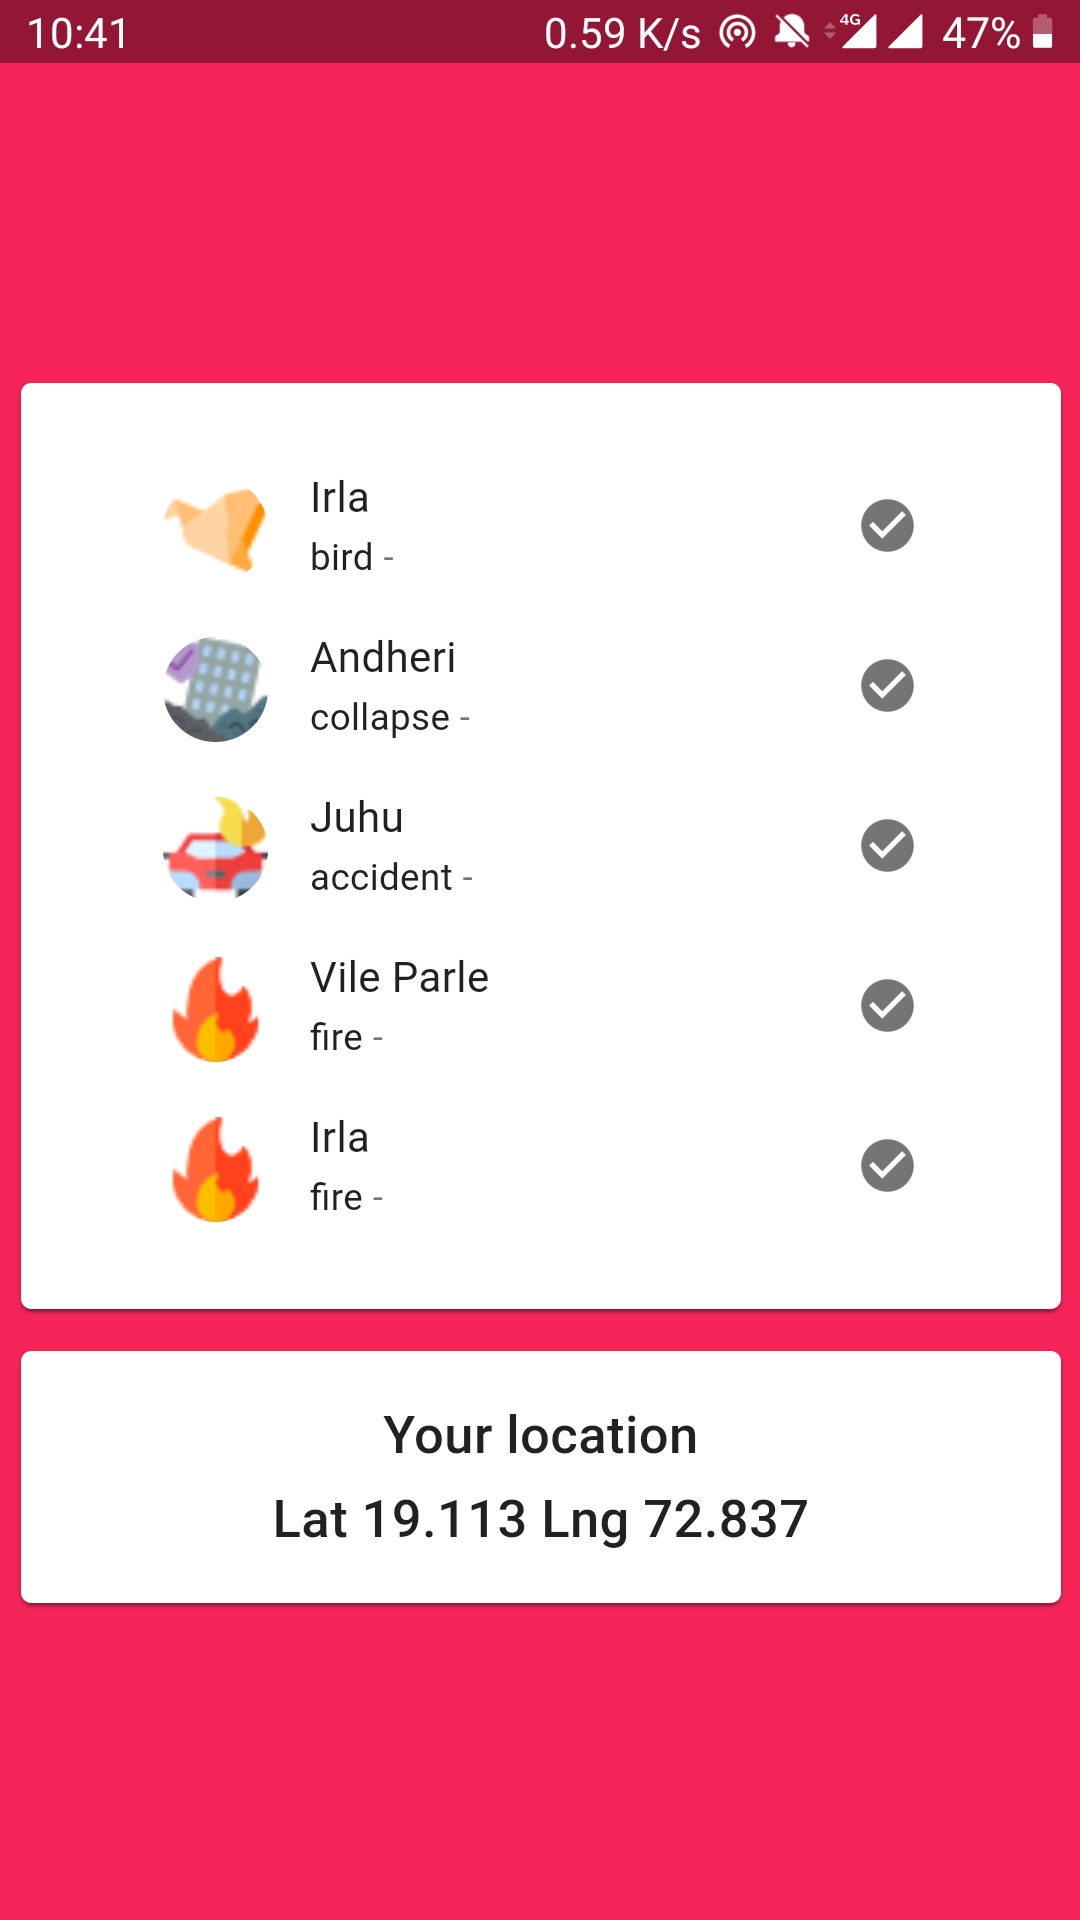 10:41 0.59 K/s 4G 47%
Irla
bird -
Andheri
collapse -
Juhu
accident -
Vile Parle
fire -
Irla
fire -
Your location
Lat 19.113 Lng 72.837